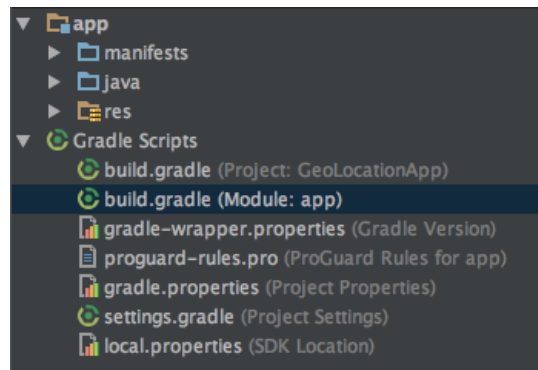 app
manifests
java
res
Gradle Scripts
build.gradle (Project: GeoLocationApp)
build.gradle (Module: app)
gradle-wrapper.properties (Gradle Version)
proguard-rules.pro (ProGuard Rules for app)
gradle.properties (Project Properties)
settings.gradle (Project Settings)
local.properties (SDK Location)